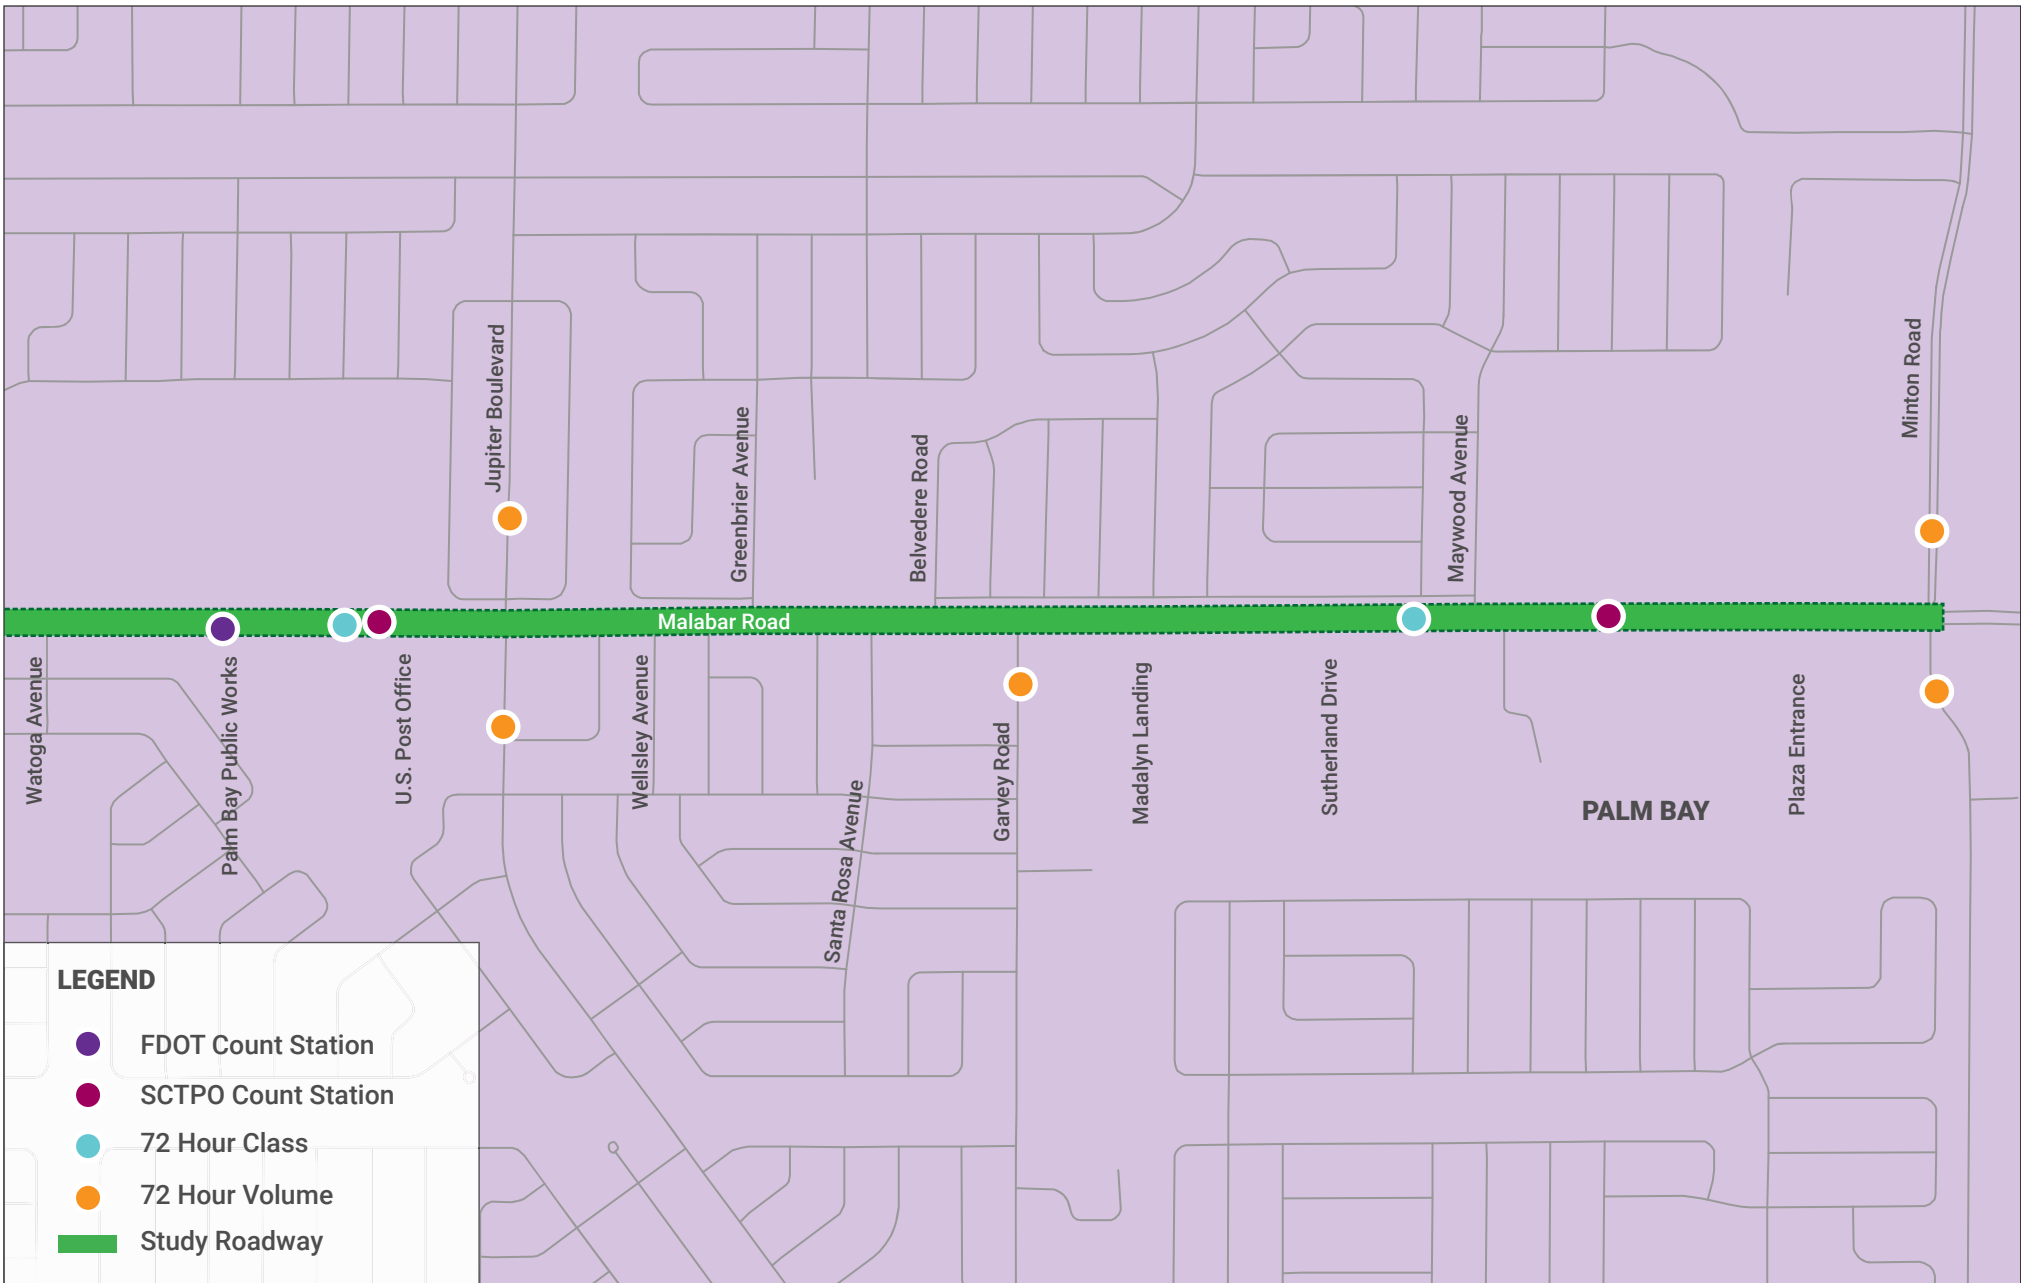 Jupiter Boulevard
Greenbrier Avenue
Belvedere Road
Maywood Avenue
Minton Road
Malabar Road
Watoga Avenue
Palm Bay Public Works
U.S. Post Office
Wellsley Avenue
Santa Rosa Avenue
Garvey Road
Madalyn Landing
Sutherland Drive
PALM BAY
Plaza Entrance
LEGEND
FDOT Count Station
SCTPO Count Station
72 Hour Class
72 Hour Volume
Study Roadway